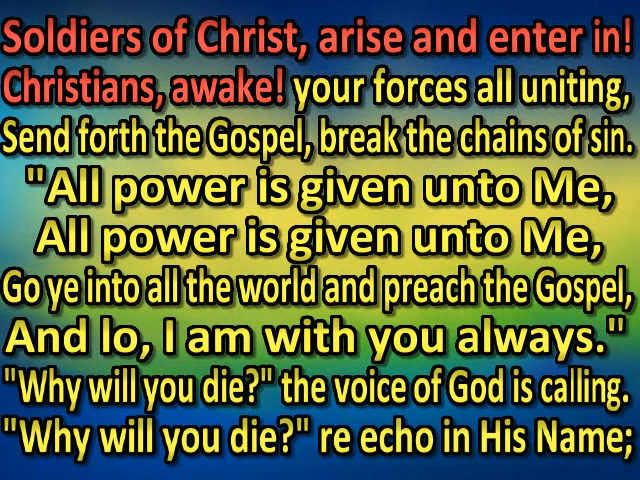 Soldiers of Christ, arise and enter in!
Christians, awake! your forces all uniting,
Send forth the Gospel, break the chains of sin.
"All power is given unto Me,
All power is given unto Me,
Go ye into all the world and preach the Gospel,
And lo, I am with you always."
"Why will you die?" the voice of God is calling.
"Why will you die?" re echo in His Name;